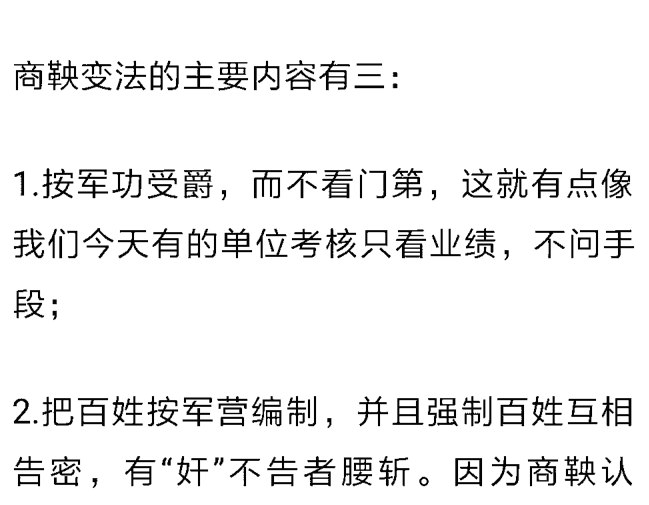 商鞅变法的主要内容有三：
1.按军功受爵，而不看门第，这就有点像
我们今天有的单位考核只看业绩，不问手
段；
2.把百姓按军营编制，并且强制百姓互相
告密，有“奸”不告者腰斩。因为商鞅认